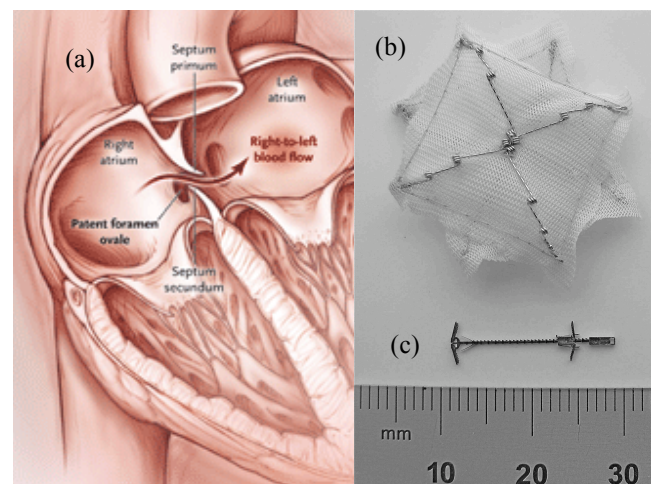 (a)
Septum
primum
Left
atrium
Right
atrium
Right-to-left
blood flow
Patent foramen
ovale
Septum
secundum
(b)
(c)
mm
10
20
30